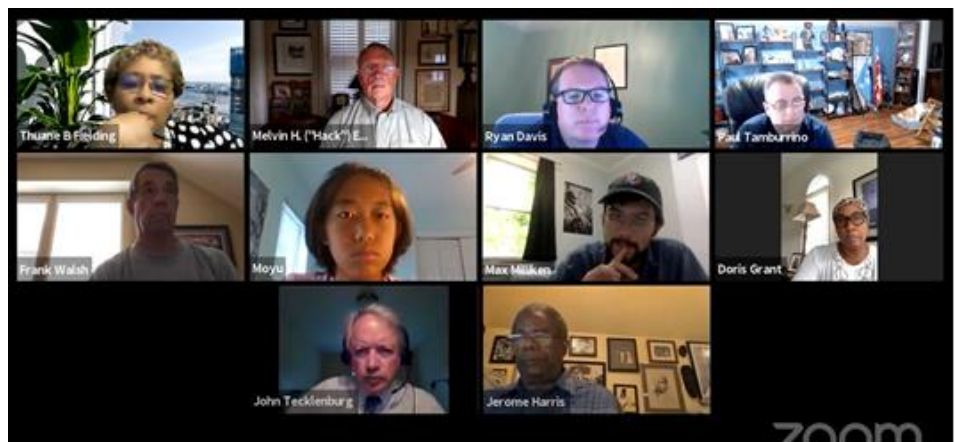 Thuane B Fielding
Melvin H. ("Hack") E...
Ryan Davis
Paul Tamburrino
Frank Walsh
Moyu
Max Milliken
Doris Grant
John Tecklenburg
Jerome Harris
zoom